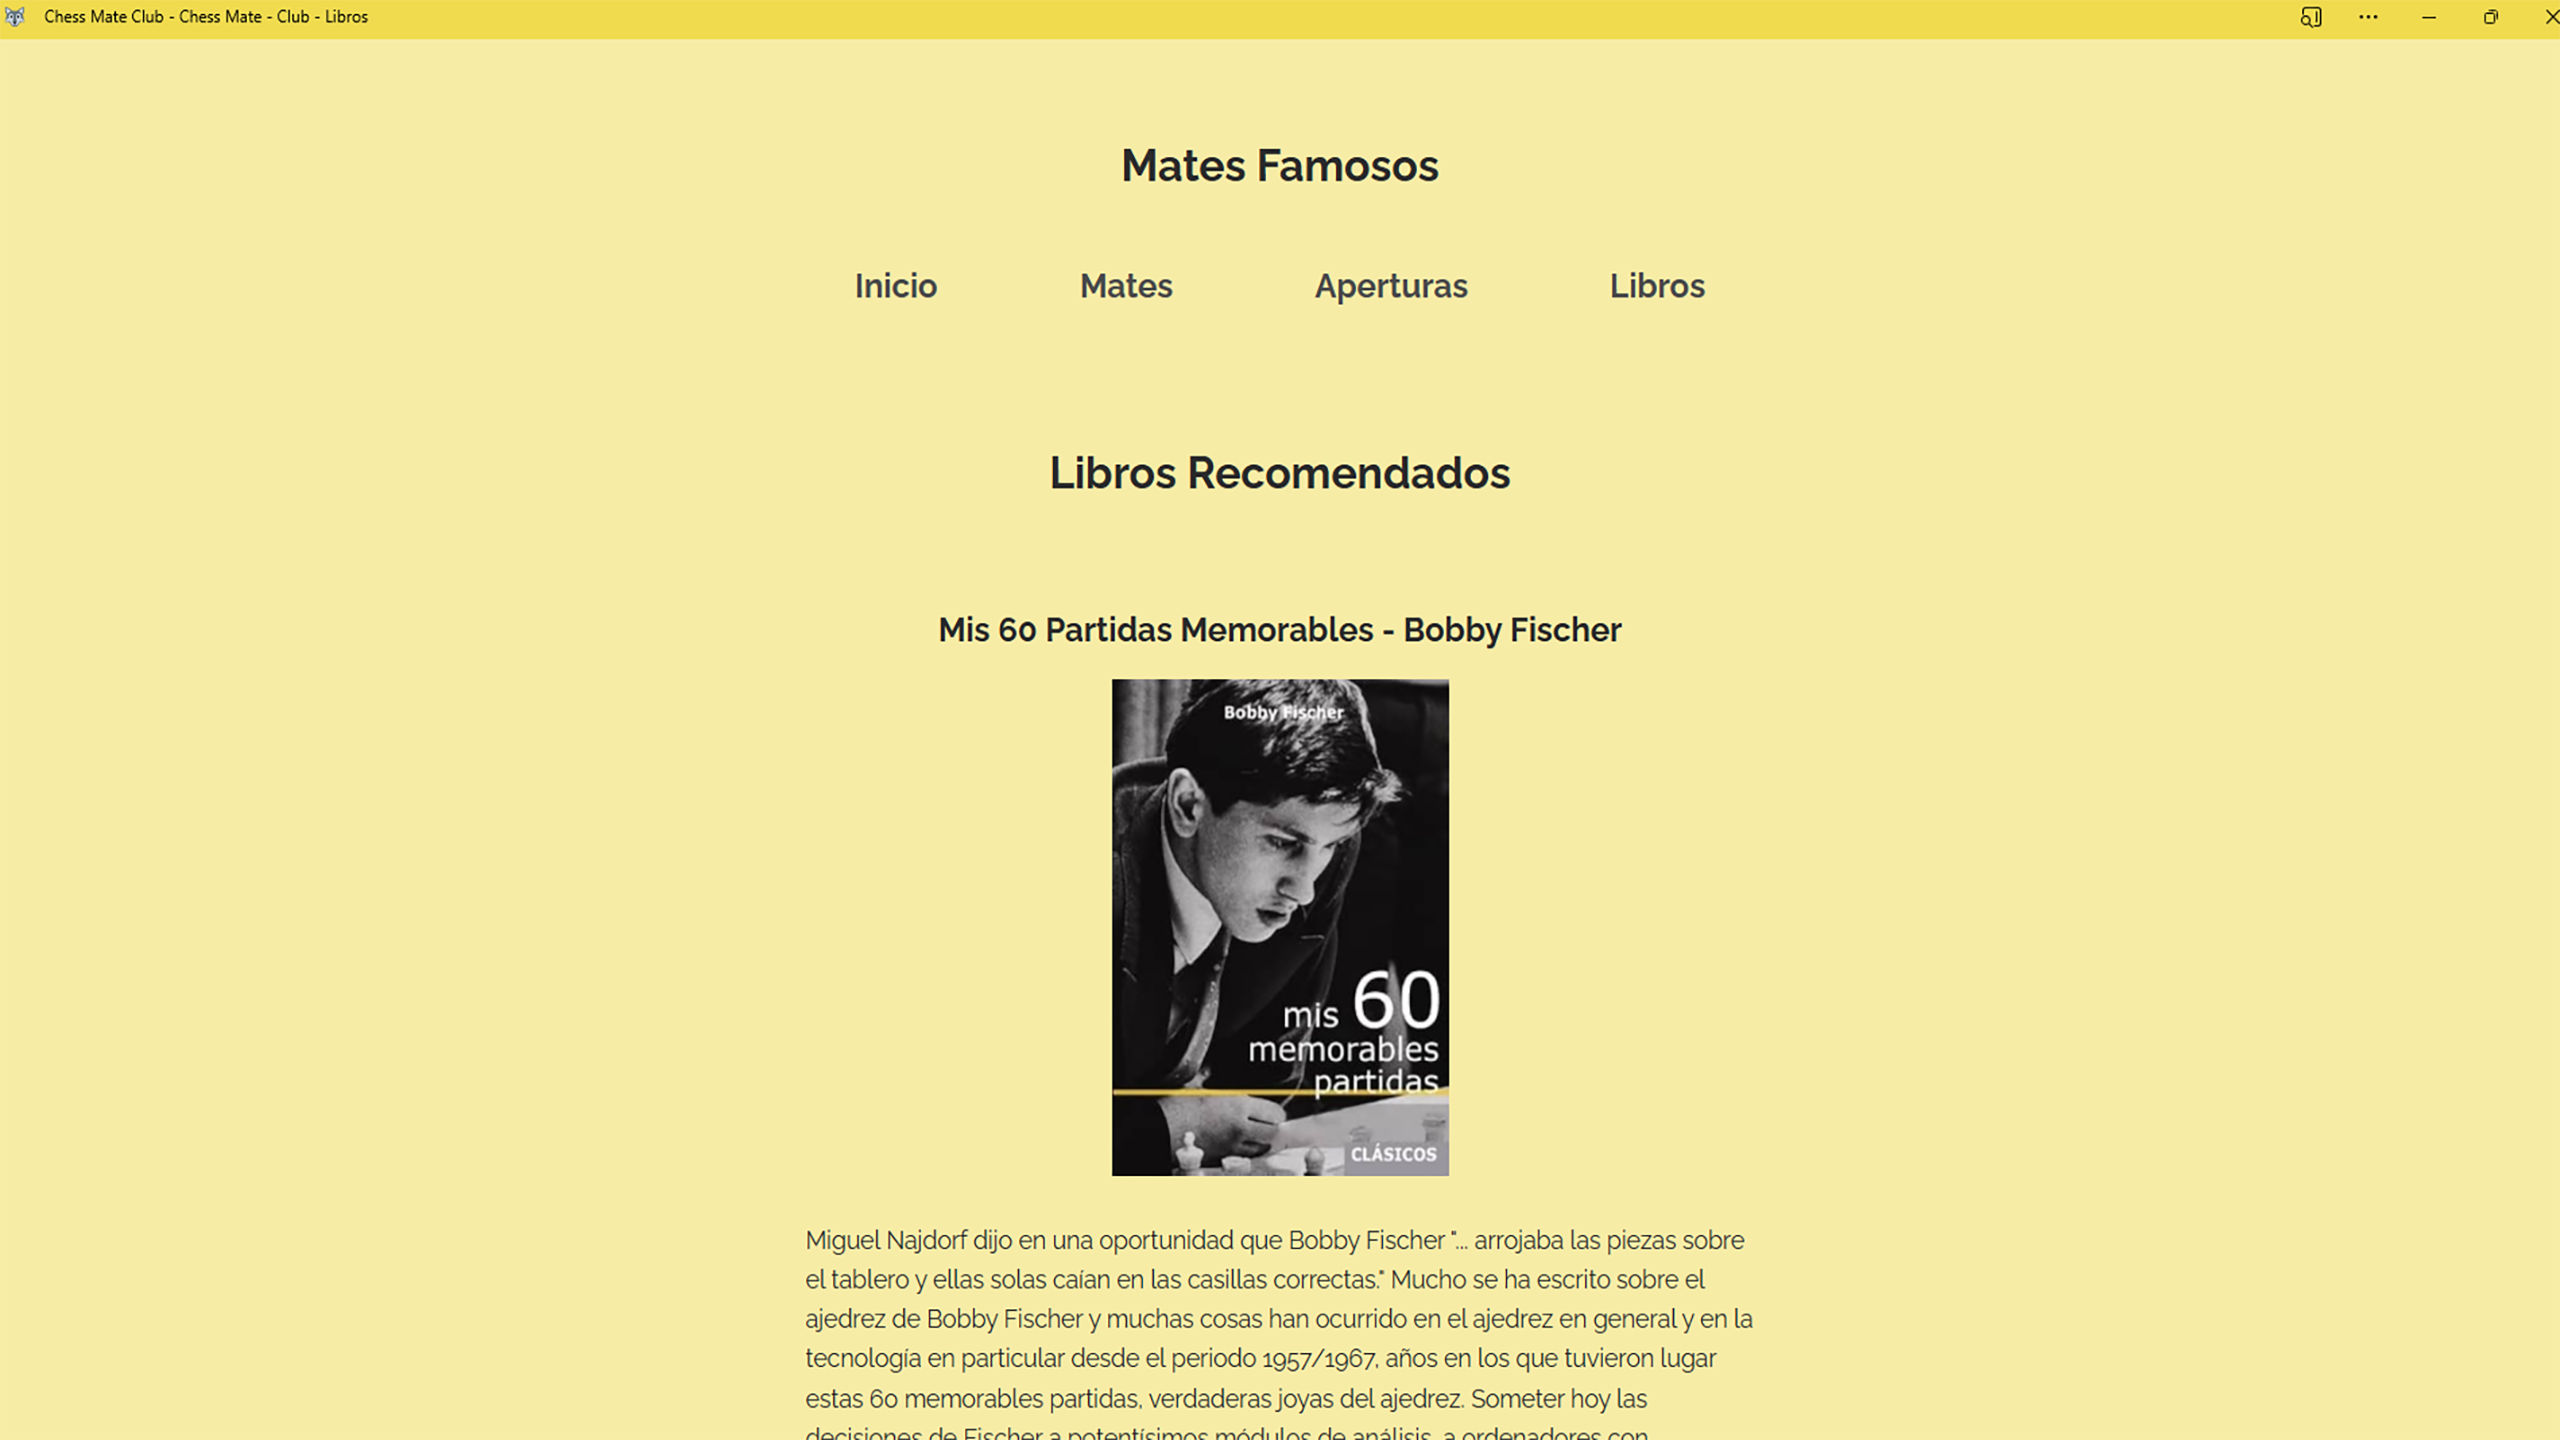 Chess Mate Club - Chess Mate - Club - Libros
Mates Famosos
Inicio Mates Aperturas Libros
Libros Recomendados
Mis 60 Partidas Memorables - Bobby Fischer
Bobby Fischer
mis 60
memorables
partidas
CLÁSICOS
Miguel Najdorf dijo en una oportunidad que Bobby Fischer "... arrojaba las piezas sobre
el tablero y ellas solas caían en las casillas correctas." Mucho se ha escrito sobre el
ajedrez de Bobby Fischer y muchas cosas han ocurrido en el ajedrez en general y en la
tecnología en particular desde el periodo 1957/1967, años en los que tuvieron lugar
estas 60 memorables partidas, verdaderas joyas del ajedrez. Someter hoy las
decisiones de Fischer a potentísimos módulos de análisis, a ordenadores con